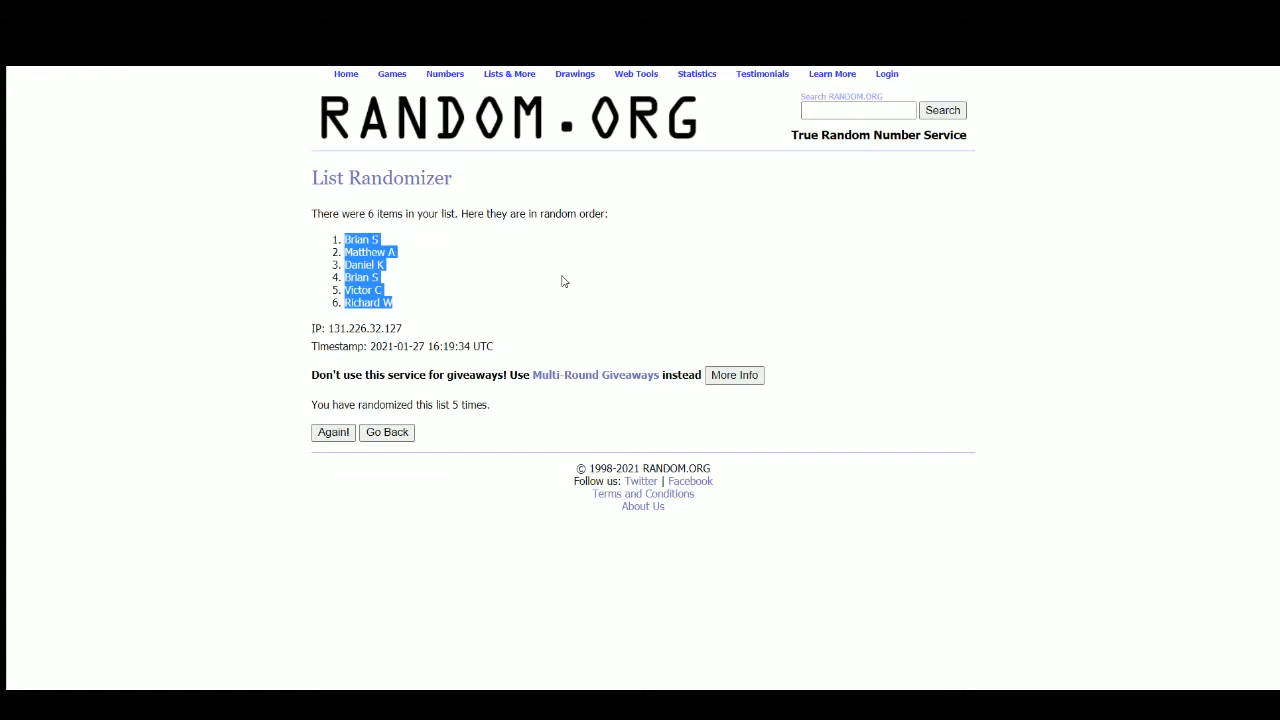 Home Games Numbers Lists & More Drawings Web Tools Statistics Testimonials Learn More Login
RANDOM.ORG
Search RANDOM.ORG
Search
True Random Number Service
List Randomizer
There were 6 items in your list. Here they are in random order:
1. Brian S
2. Matthew A
3. Daniel K
4. Brian S
5. Victor C
6. Richard W
IP: 131.226.32.127
Timestamp: 2021-01-27 16:19:34 UTC
Don't use this service for giveaways! Use Multi-Round Giveaways instead More Info
You have randomized this list 5 times.
Again! Go Back
© 1998-2021 RANDOM.ORG
Follow us: Twitter | Facebook
Terms and Conditions
About Us